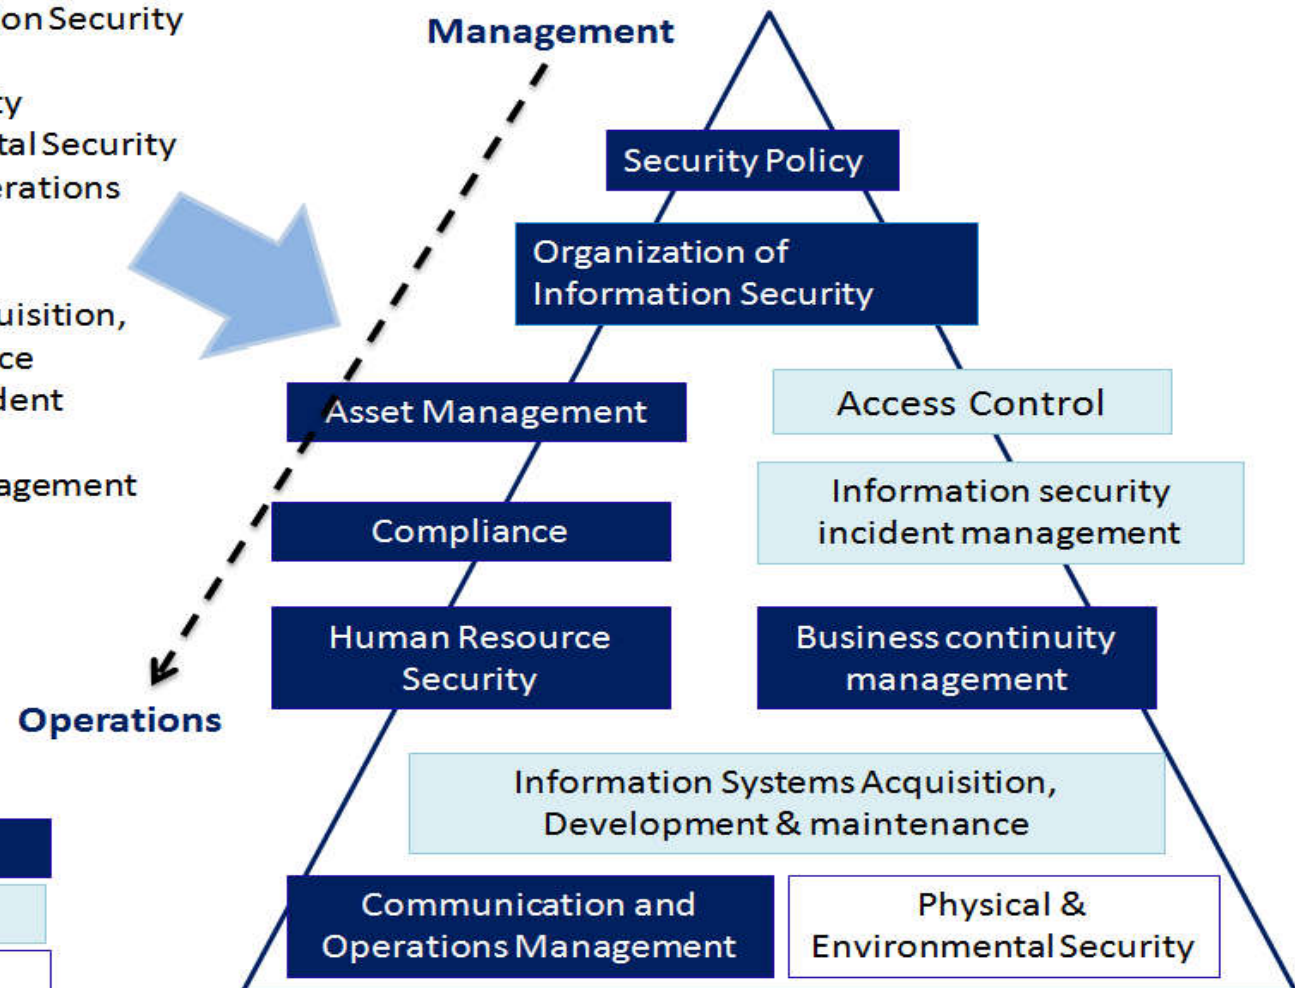 on Security
ty
tal Security
erations
uisition,
ce
dent
agement
Management
Security Policy
Organization of
Information Security
Asset Management
Access Control
Compliance
Information security
incident management
Human Resource
Security
Business continuity
management
Operations
Information Systems Acquisition,
Development & maintenance
Communication and
Operations Management
Physical &
Environmental Security